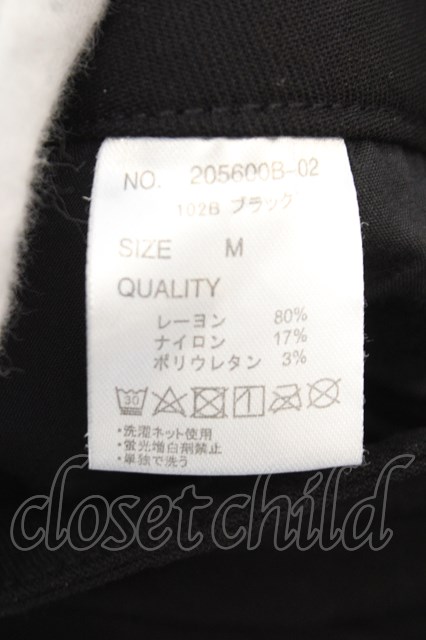 NO. 205600B-02
102B ブラック
SIZE M
QUALITY
レーヨン 80%
ナイロン 17%
ポリウレタン 3%
30
・洗濯ネット使用
・蛍光増白剤禁止
・単独で洗う
closetchild